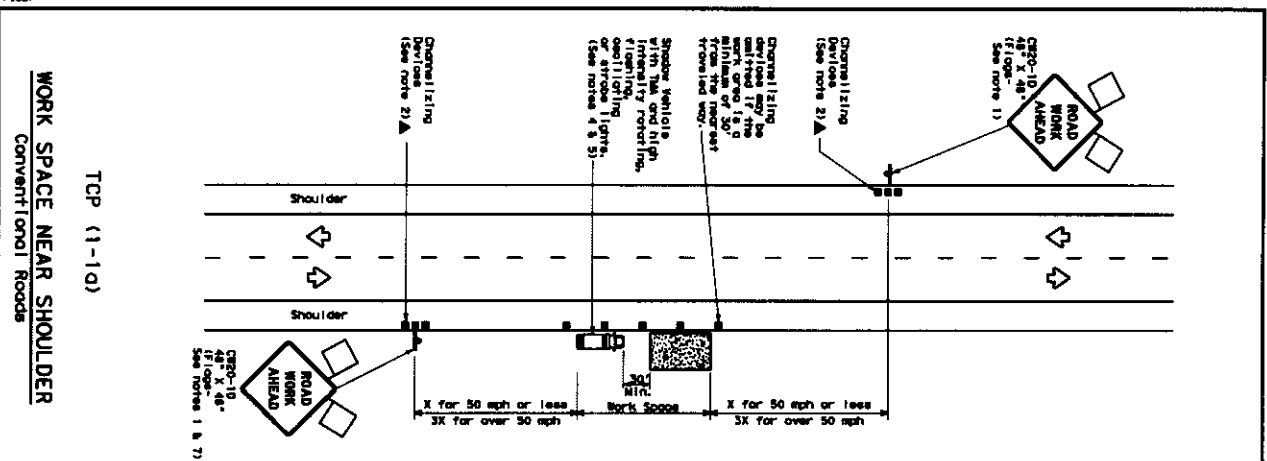 CW20-1D
48" X 48"
(Flags-
See note 1)
ROAD
WORK
AHEAD
Channelizing
Devices
(See note 2)▲
Channelizing
devices may be
omitted if the
work area is a
minimum of 30'
from the nearest
traveled way.
Shadow Vehicle
with TMA and high
intensity rotating,
flashing,
oscillating
or strobe lights.
(See notes 4 & 5)
Channelizing
Devices
(See note 2)▲
Shoulder
Shoulder
30'
Min.
X for 50 mph or less
3X for over 50 mph
Work Space
X for 50 mph or less
3X for over 50 mph
ROAD
WORK
AHEAD
CW20-1D
48" X 48"
(Flags-
See notes 1 & 7)
TCP (1-1a)
WORK SPACE NEAR SHOULDER
Conventional Roads